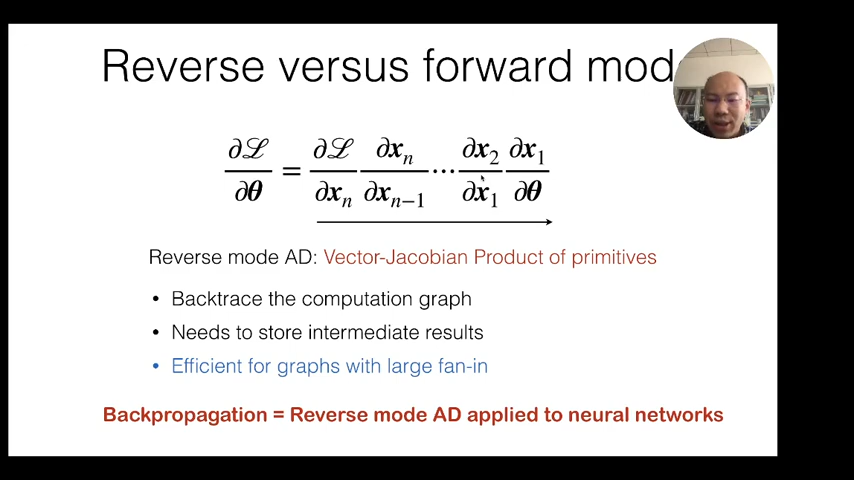 Reverse versus forward mod
∂ℒ/∂θ = ∂ℒ/∂xₙ ∂xₙ/∂xₙ₋₁ ⋯ ∂x₂/∂x₁ ∂x₁/∂θ
Reverse mode AD: Vector-Jacobian Product of primitives
• Backtrace the computation graph
• Needs to store intermediate results
• Efficient for graphs with large fan-in
Backpropagation = Reverse mode AD applied to neural networks